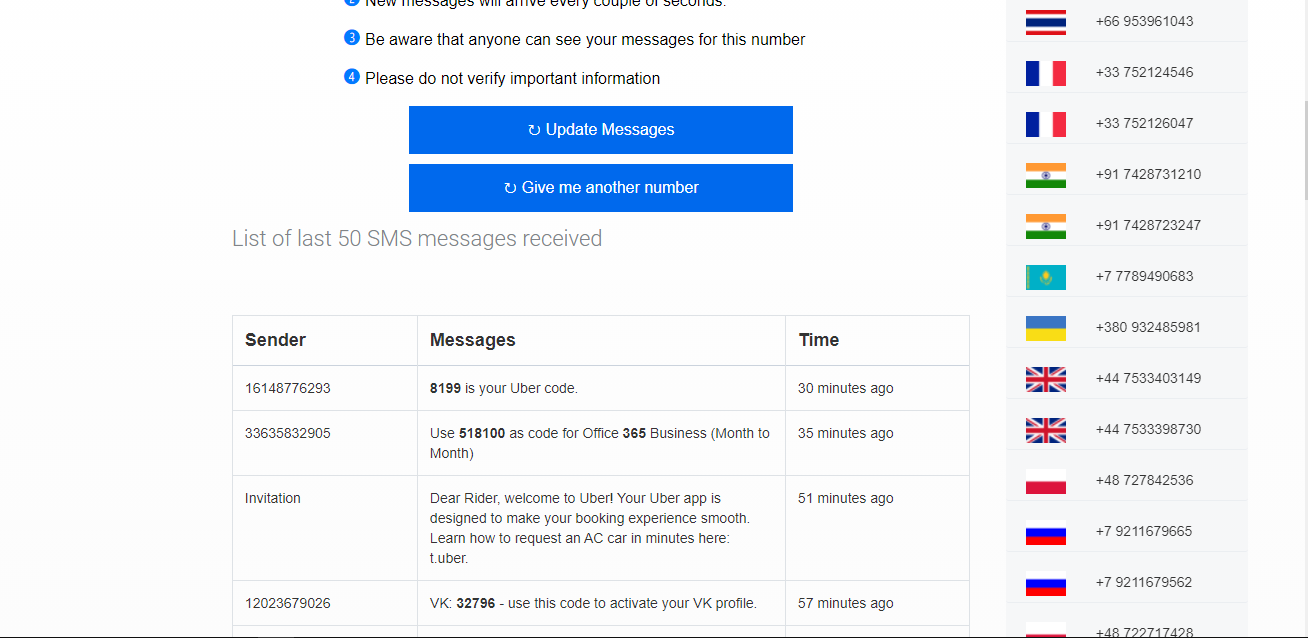 2 New messages will arrive every couple of seconds.
3 Be aware that anyone can see your messages for this number
4 Please do not verify important information
↻ Update Messages
↻ Give me another number
List of last 50 SMS messages received
Sender Messages Time
16148776293 8199 is your Uber code. 30 minutes ago
33635832905 Use 518100 as code for Office 365 Business (Month to 35 minutes ago
Month)
Invitation Dear Rider, welcome to Uber! Your Uber app is 51 minutes ago
designed to make your booking experience smooth.
Learn how to request an AC car in minutes here:
t.uber.
12023679026 VK: 32796 - use this code to activate your VK profile. 57 minutes ago
+66 953961043
+33 752124546
+33 752126047
+91 7428731210
+91 7428723247
+7 7789490683
+380 932485981
+44 7533403149
+44 7533398730
+48 727842536
+7 9211679665
+7 9211679562
+48 722717428